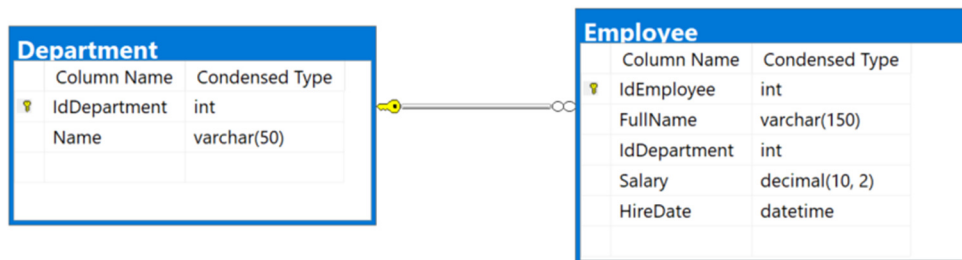 Department
Column Name Condensed Type
IdDepartment int
Name varchar(50)
Employee
Column Name Condensed Type
IdEmployee int
FullName varchar(150)
IdDepartment int
Salary decimal(10, 2)
HireDate datetime